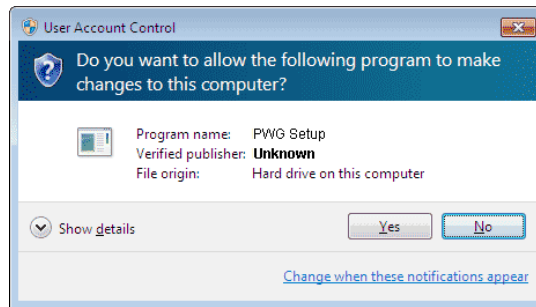 User Account Control
Do you want to allow the following program to make
changes to this computer?
Program name: PWG Setup
Verified publisher: Unknown
File origin: Hard drive on this computer
Show details
Yes No
Change when these notifications appear